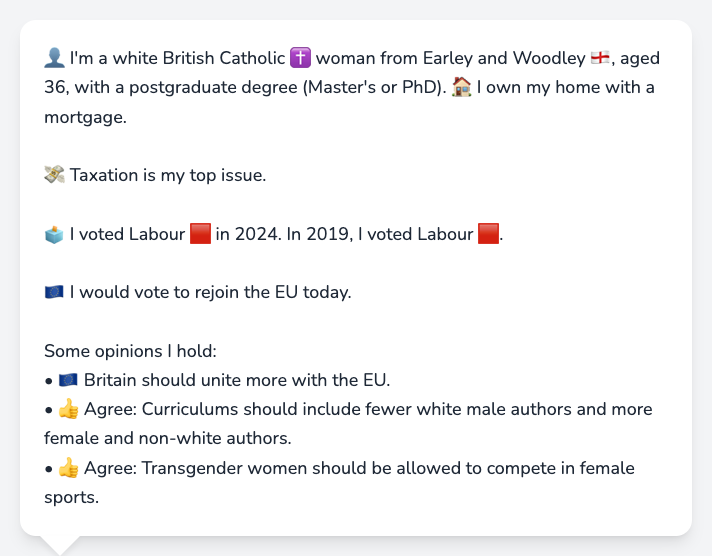 👤 I'm a white British Catholic ✝️ woman from Earley and Woodley 🏴󠁧󠁢󠁥󠁮󠁧󠁿, aged
36, with a postgraduate degree (Master's or PhD). 🏠 I own my home with a
mortgage.
💸 Taxation is my top issue.
🗳️ I voted Labour 🟥 in 2024. In 2019, I voted Labour 🟥.
🇪🇺 I would vote to rejoin the EU today.
Some opinions I hold:
• 🇪🇺 Britain should unite more with the EU.
• 👍 Agree: Curriculums should include fewer white male authors and more
female and non-white authors.
• 👍 Agree: Transgender women should be allowed to compete in female
sports.